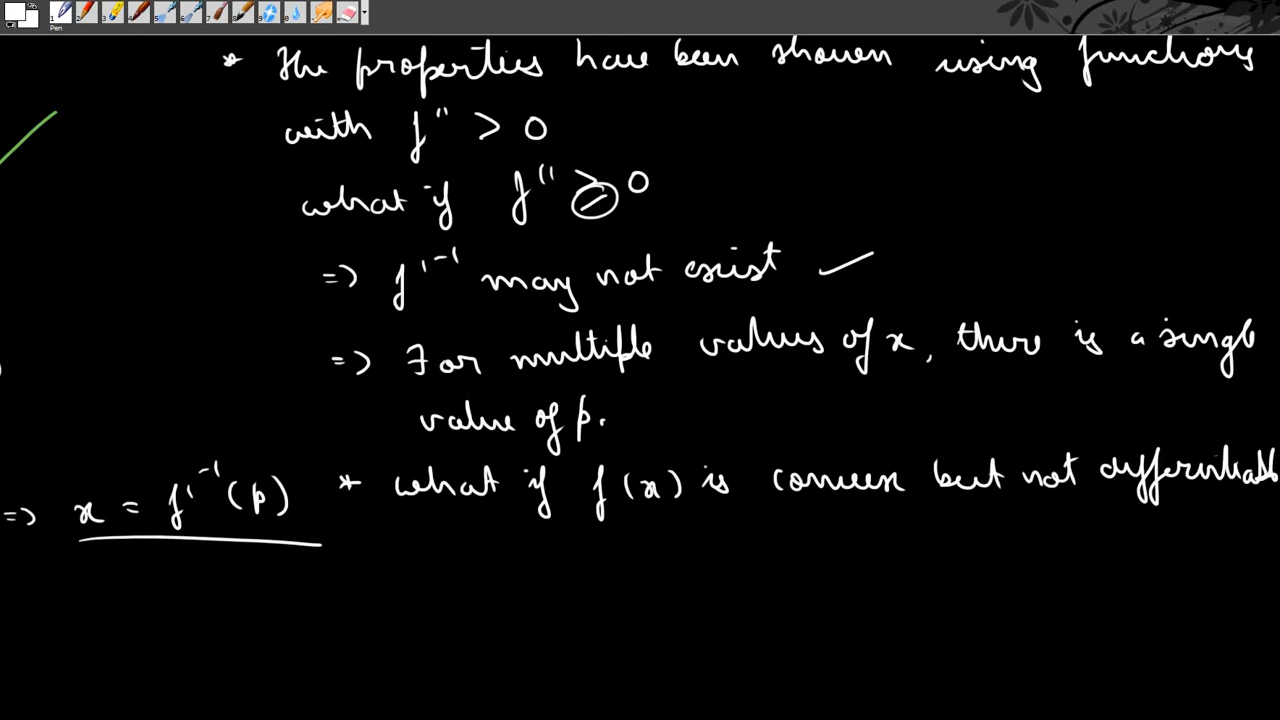 Pen
* The properties have been shown using functions
with f'' > 0
what if f'' ≥ 0
=> f'⁻¹ may not exist ✓
=> For multiple values of x, there is a single
value of p.
=> x = f'⁻¹(p)
* what if f(x) is convex but not differentiable